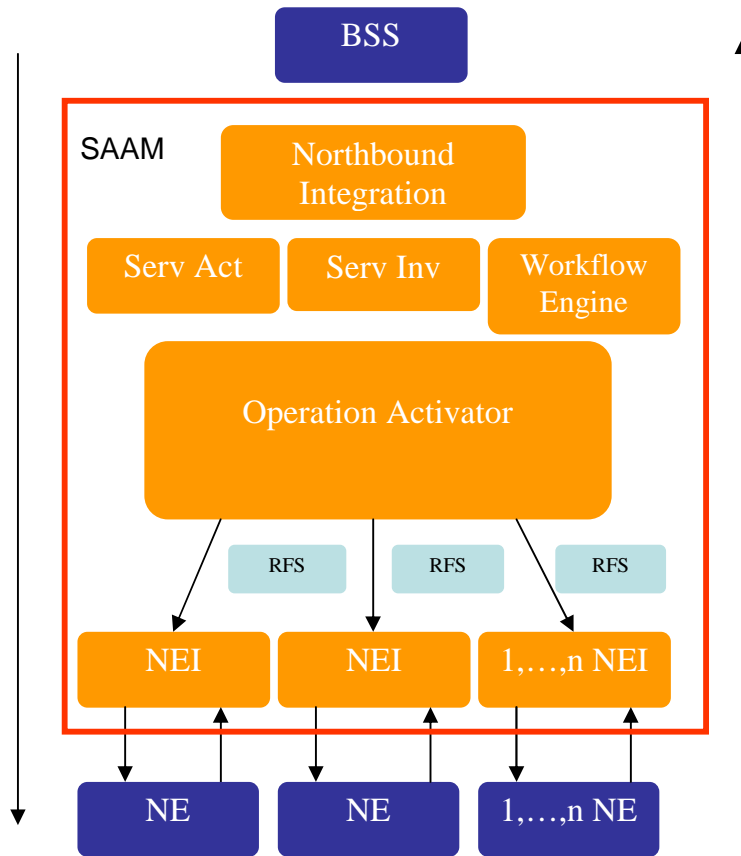 BSS
SAAM
Northbound
Integration
Serv Act
Serv Inv
Workflow
Engine
Operation Activator
RFS
RFS
RFS
NEI
NEI
1,…,n NEI
NE
NE
1,…,n NE